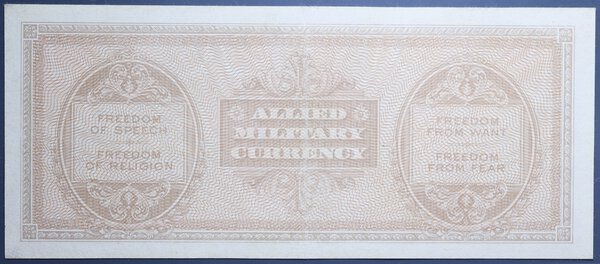 FREEDOM
OF SPEECH
FREEDOM
OF RELIGION
ALLIED
MILITARY
CURRENCY
FREEDOM
FROM WANT
FREEDOM
FROM FEAR